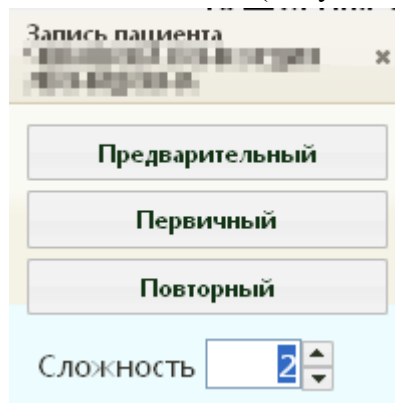 Запись пациента
Предварительный
Первичный
Повторный
Сложность 2